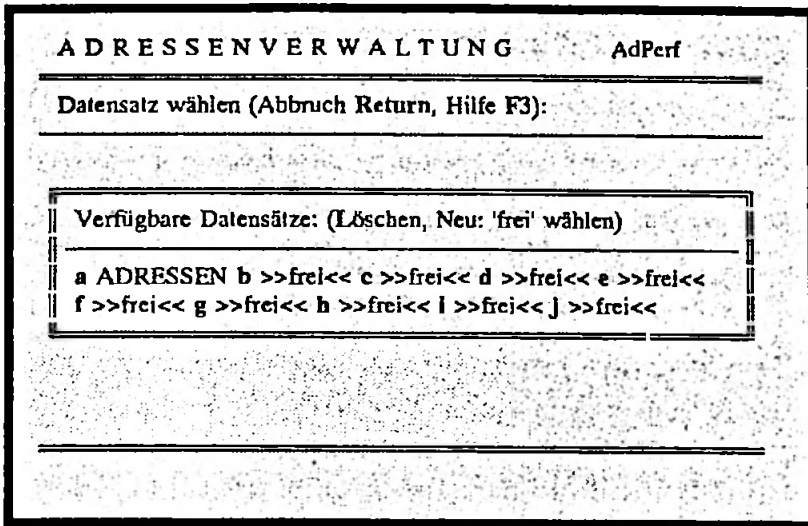 A D R E S S E N V E R W A L T U N G AdPerf
Datensatz wählen (Abbruch Return, Hilfe F3):
Verfügbare Datensätze: (Löschen, Neu: 'frei' wählen)
a ADRESSEN b >>frei<< c >>frei<< d >>frei<< e >>frei<<
f >>frei<< g >>frei<< h >>frei<< i >>frei<< j >>frei<<